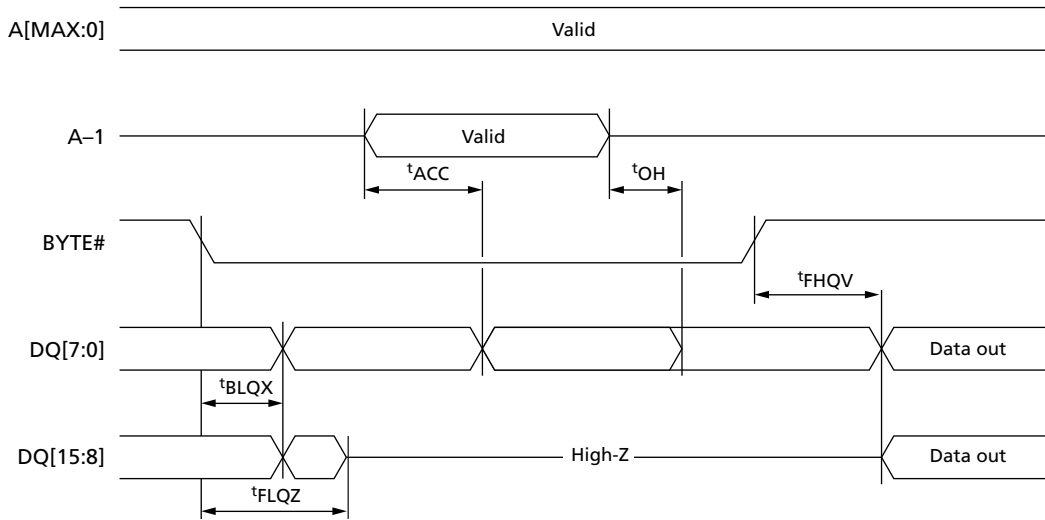 A[MAX:0]
Valid
A–1
Valid
tACC
tOH
BYTE#
tFHQV
DQ[7:0]
Data out
tBLQX
DQ[15:8]
High-Z
Data out
tFLQZ